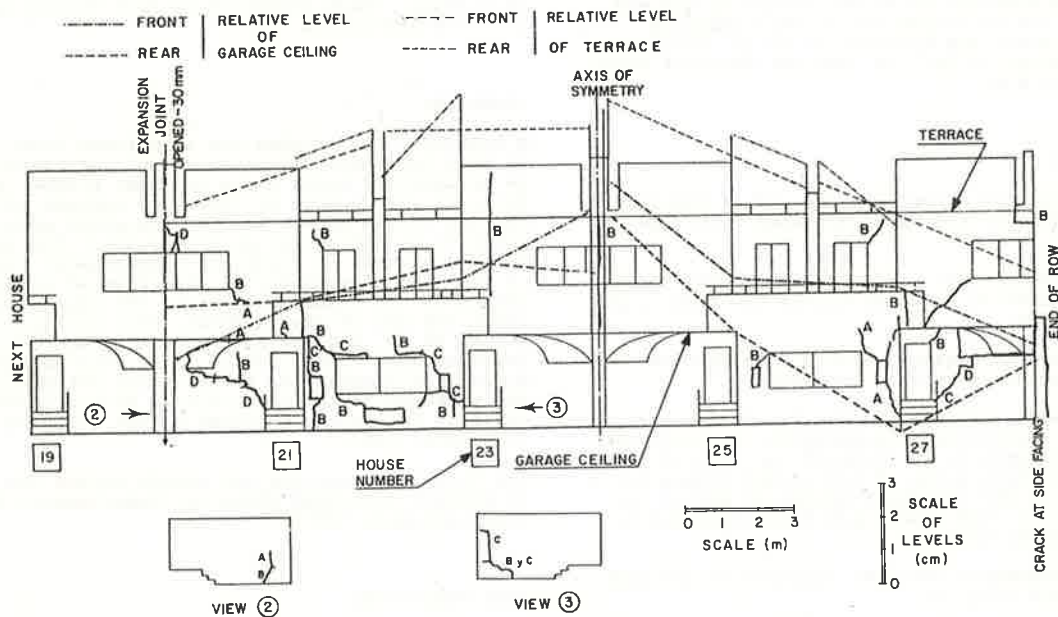 FRONT
REAR
RELATIVE LEVEL
OF
GARAGE CEILING
FRONT
REAR
RELATIVE LEVEL
OF TERRACE
EXPANSION
JOINT
OPENED-30mm
AXIS OF
SYMMETRY
TERRACE
D
B
B
B
B
B
B
A
A
A
B
C
C
B
B
B
C
B
B
D
D
B
A
A
B
B
D
C
NEXT HOUSE
END OF ROW
2
3
19
21
HOUSE
NUMBER
23
GARAGE CEILING
25
27
0 1 2 3
SCALE (m)
3
2
1
0
SCALE
OF
LEVELS
(cm)
CRACK AT SIDE FACING
A
B
VIEW 2
C
B y C
VIEW 3